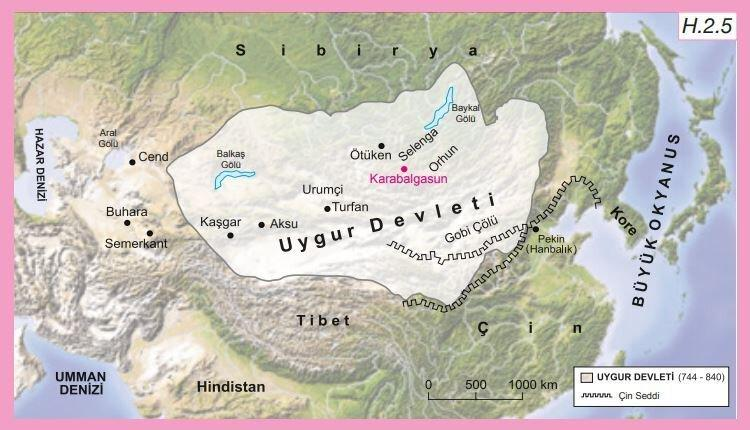 H.2.5
Sibirya
HAZAR DENİZİ
Aral
Gölü
Cend
Balkaş
Gölü
Baykal
Gölü
Ötüken
Selenga
Orhun
Karabalgasun
Urumçi
Turfan
Buhara
Semerkant
Kaşgar
Aksu
Uygur Devleti
Gobi Çölü
Pekin
(Hanbalık)
Kore
BÜYÜK OKYANUS
Tibet
Çin
UMMAN
DENİZİ
Hindistan
0 500 1000 km
UYGUR DEVLETİ (744 - 840)
Çin Seddi